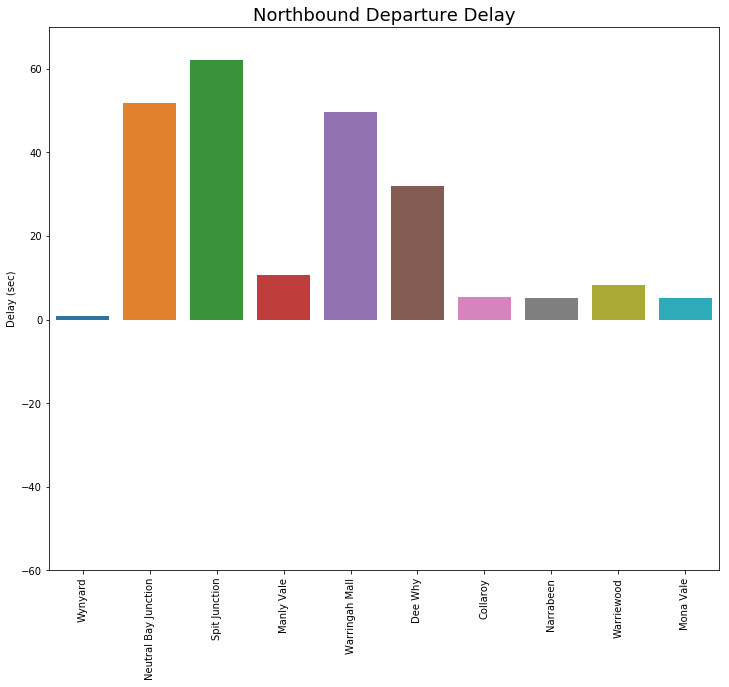 Northbound Departure Delay
Delay (sec)
60
40
20
0
−20
−40
−60
Wynyard
Neutral Bay Junction
Spit Junction
Manly Vale
Warringah Mall
Dee Why
Collaroy
Narrabeen
Warriewood
Mona Vale